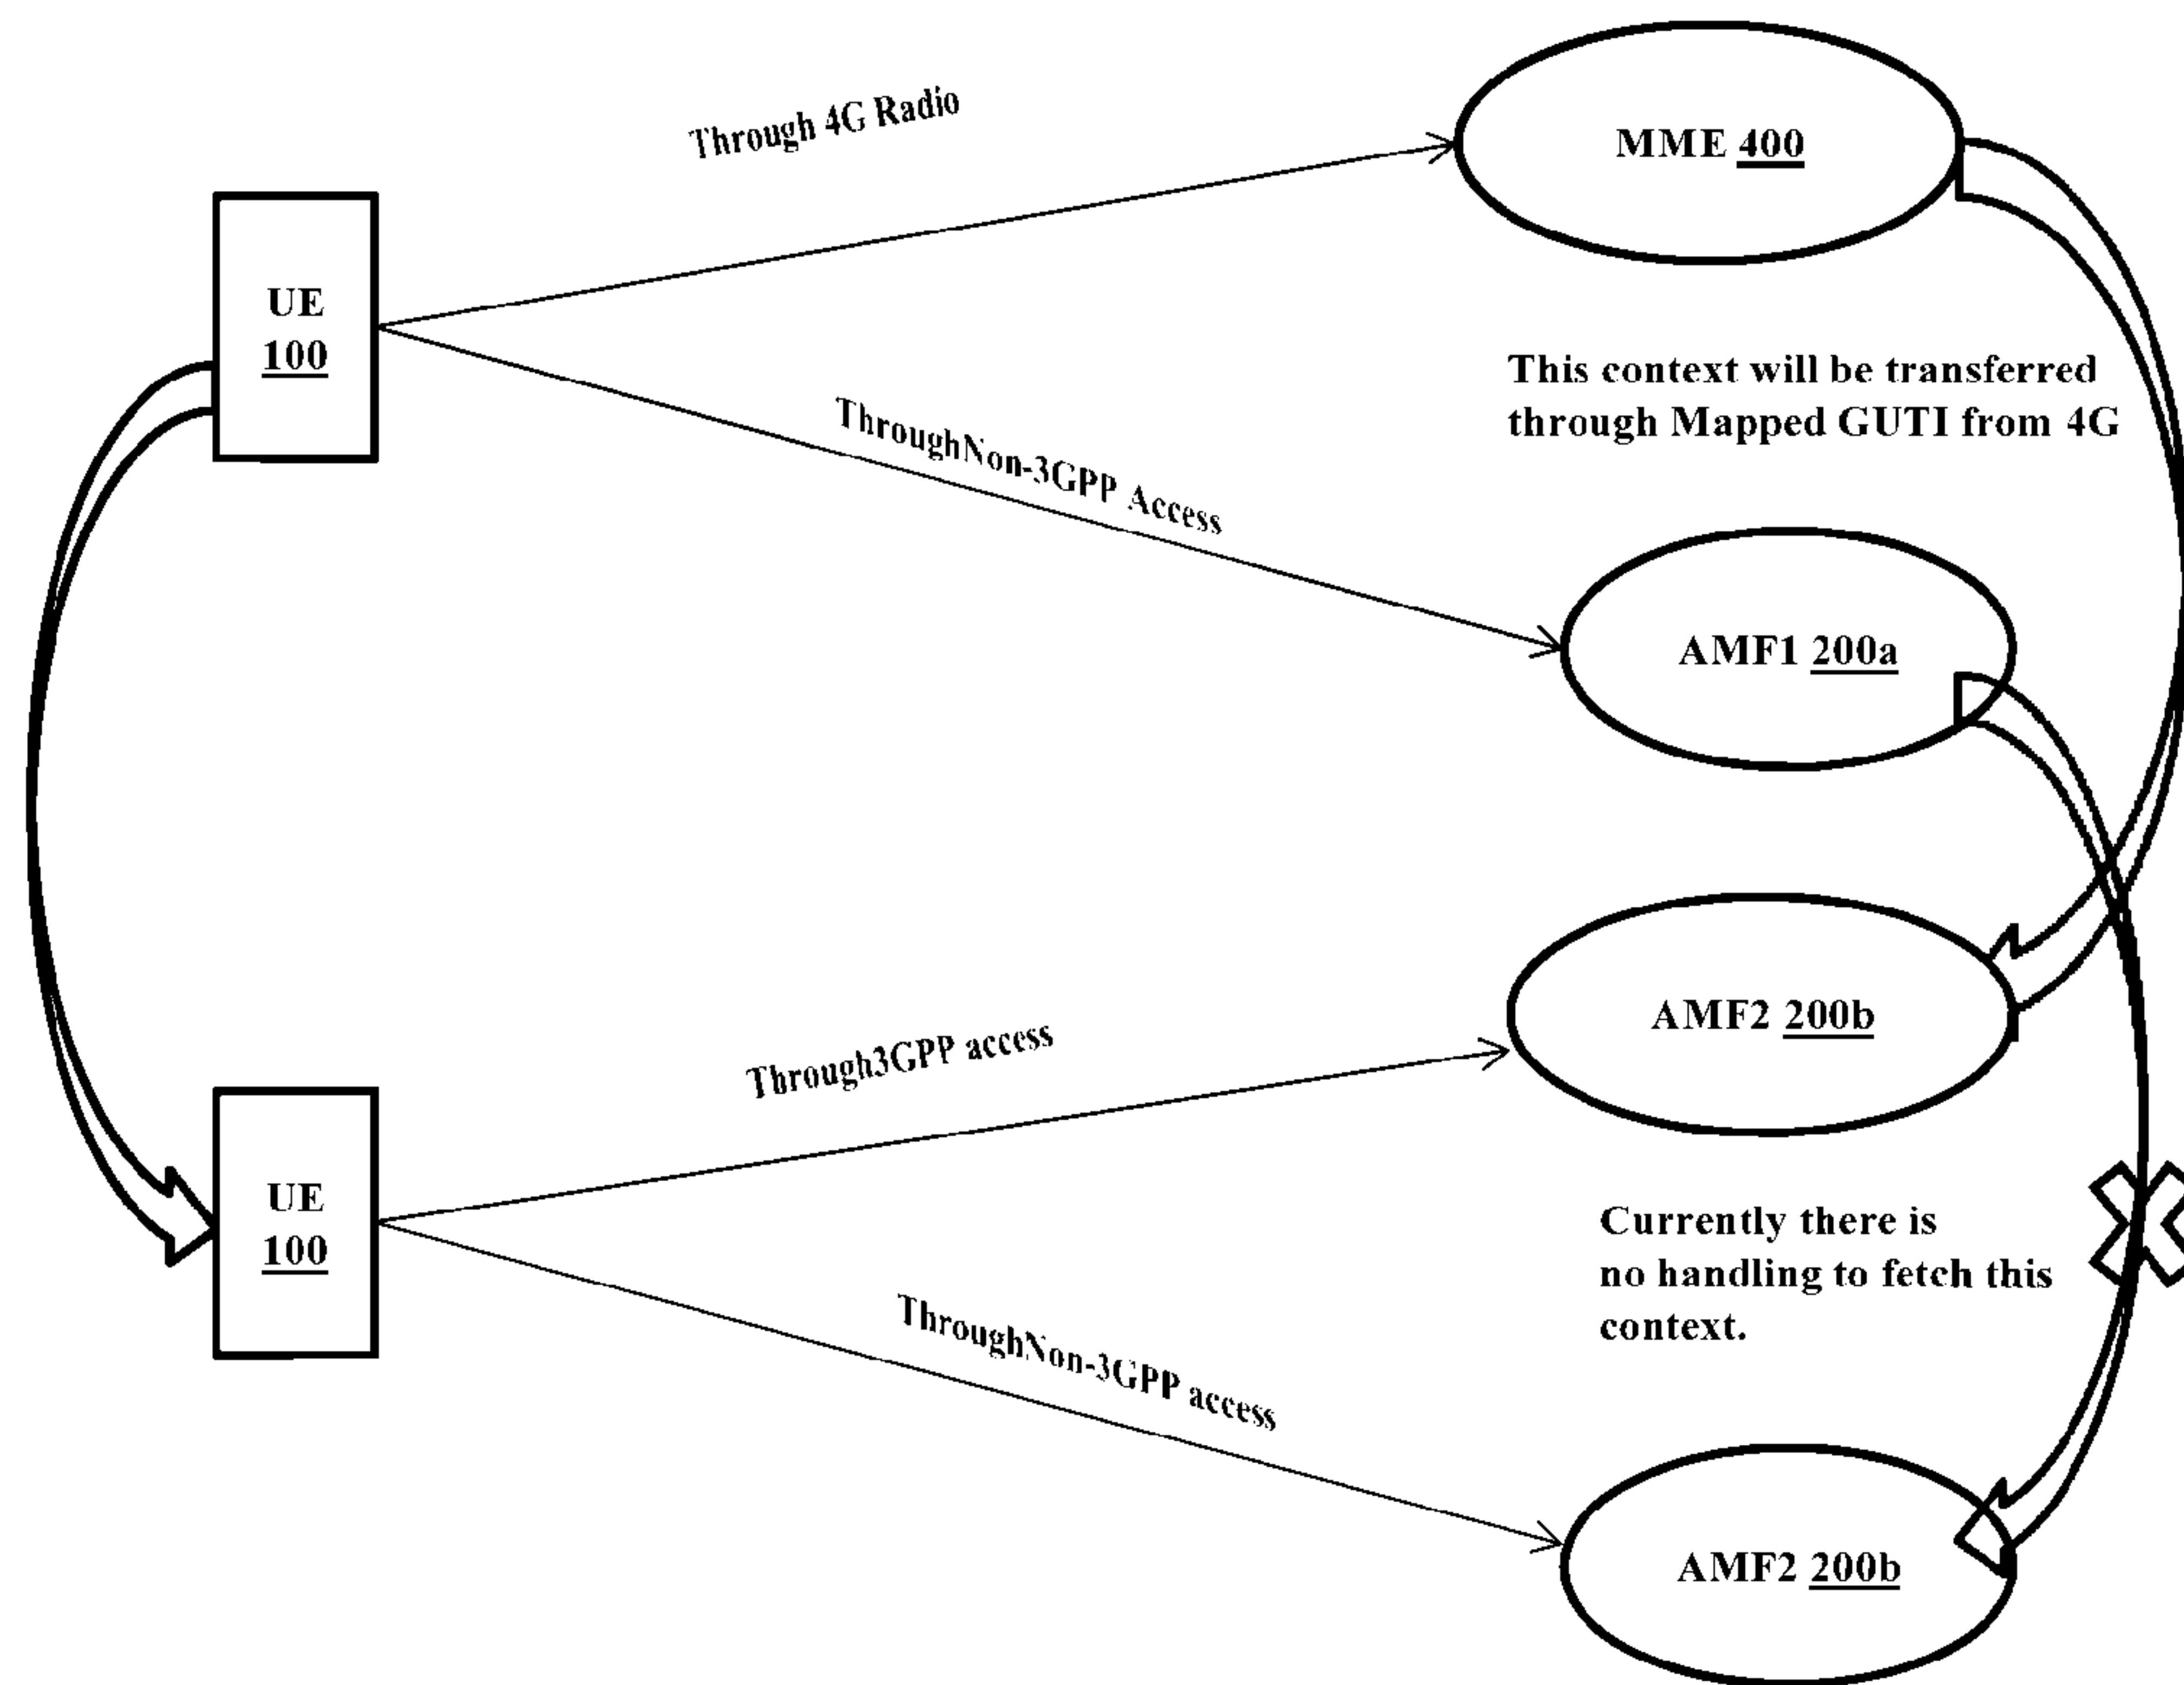 Through 4G Radio
MME 400
UE
100
This context will be transferred
through Mapped GUTI from 4G
ThroughNon-3GPP Access
AMF1 200a
AMF2 200b
Through3GPP access
UE
100
Currently there is
no handling to fetch this
context.
ThroughNon-3GPP access
AMF2 200b